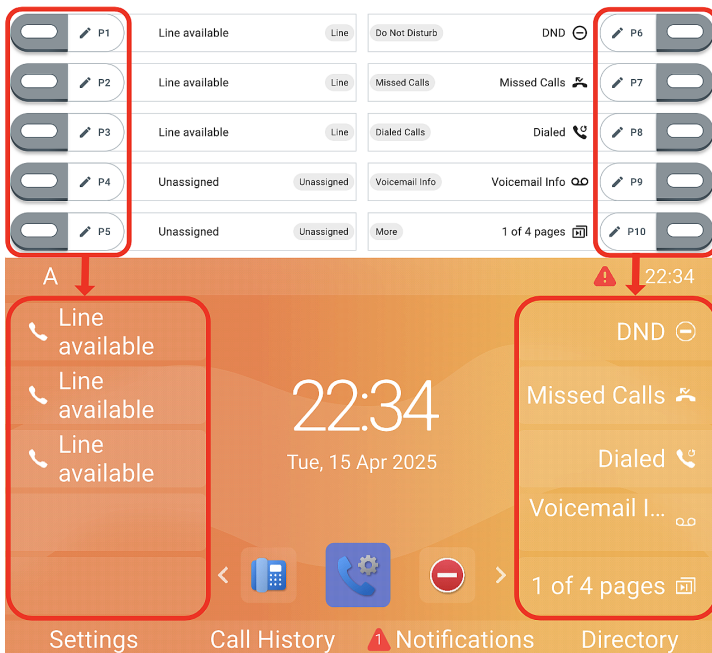 P1 Line available Line Do Not Disturb DND P6
P2 Line available Line Missed Calls Missed Calls P7
P3 Line available Line Dialed Calls Dialed P8
P4 Unassigned Unassigned Voicemail Info Voicemail Info P9
P5 Unassigned Unassigned More 1 of 4 pages P10
A 22:34
Line
available
DND
Line
available
Missed Calls
Line
available
Dialed
Voicemail I...
1 of 4 pages
22:34
Tue, 15 Apr 2025
Settings Call History 1 Notifications Directory